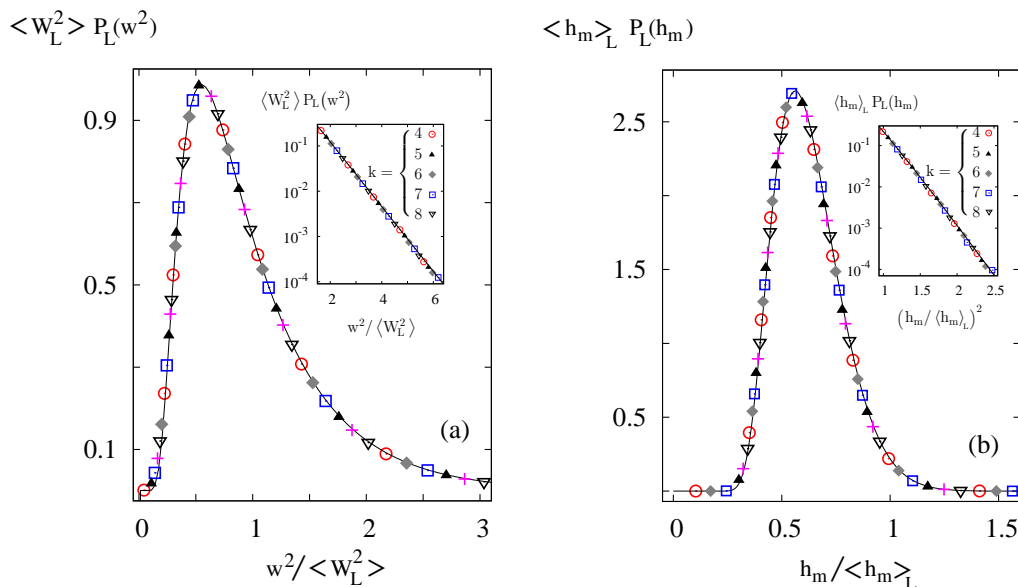 <W_L^2> P_L(w^2)
0.9
0.5
0.1
0 1 2 3
w^2/<W_L^2>
(a)
⟨W_L^2⟩ P_L(w^2)
10^-1
10^-2
10^-3
10^-4
2 4 6
w^2/⟨W_L^2⟩
k = { 4
5
6
7
8
<h_m>_L P_L(h_m)
2.5
1.5
0.5
0 0.5 1 1.5
h_m/<h_m>_L
(b)
⟨h_m⟩_L P_L(h_m)
10^-1
10^-2
10^-3
10^-4
1 1.5 2 2.5
(h_m/⟨h_m⟩_L)^2
k = { 4
5
6
7
8